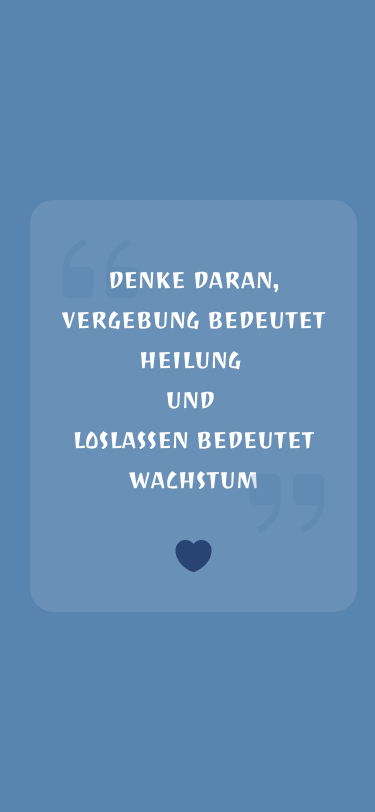 DENKE DARAN,
VERGEBUNG BEDEUTET
HEILUNG
UND
LOSLASSEN BEDEUTET
WACHSTUM